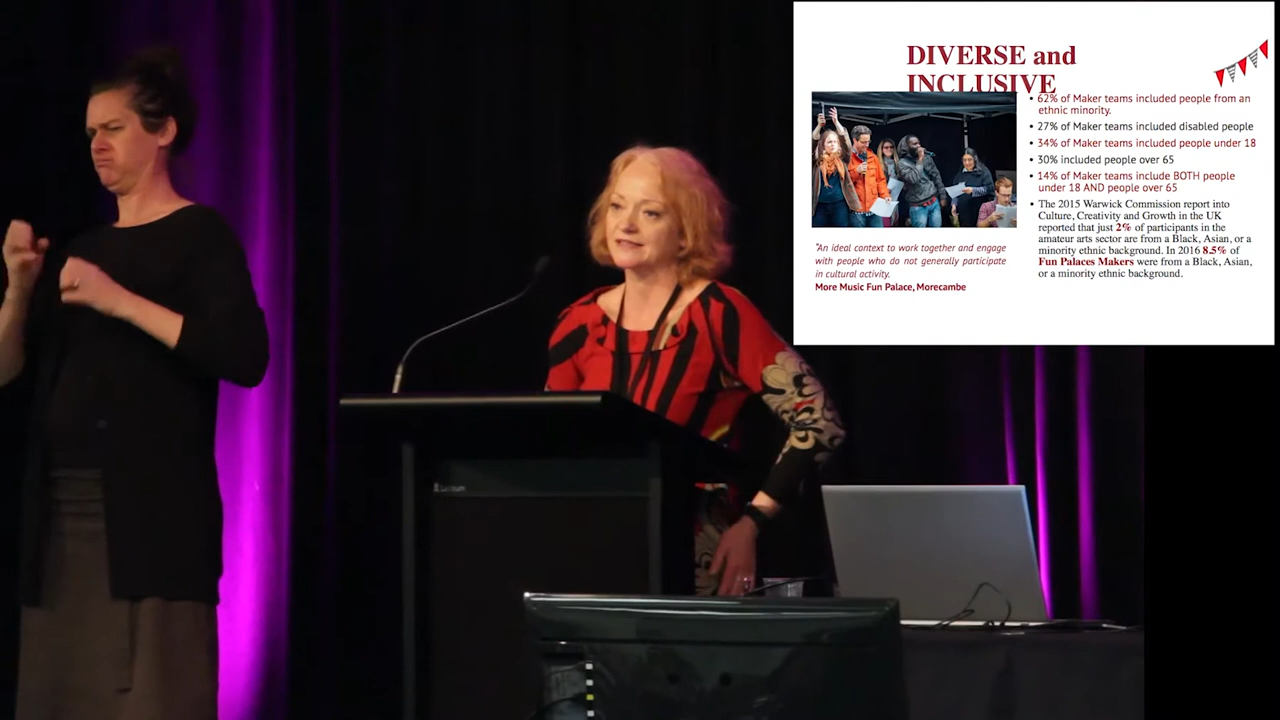 DIVERSE and
INCLUSIVE
• 62% of Maker teams included people from an
ethnic minority.
• 27% of Maker teams included disabled people
• 34% of Maker teams included people under 18
• 30% included people over 65
• 14% of Maker teams include BOTH people
under 18 AND people over 65
• The 2015 Warwick Commission report into
Culture, Creativity and Growth in the UK
reported that just 2% of participants in the
amateur arts sector are from a Black, Asian, or a
minority ethnic background. In 2016 8.5% of
Fun Palaces Makers were from a Black, Asian,
or a minority ethnic background.
"An ideal context to work together and engage
with people who do not generally participate
in cultural activity.
More Music Fun Palace, Morecambe